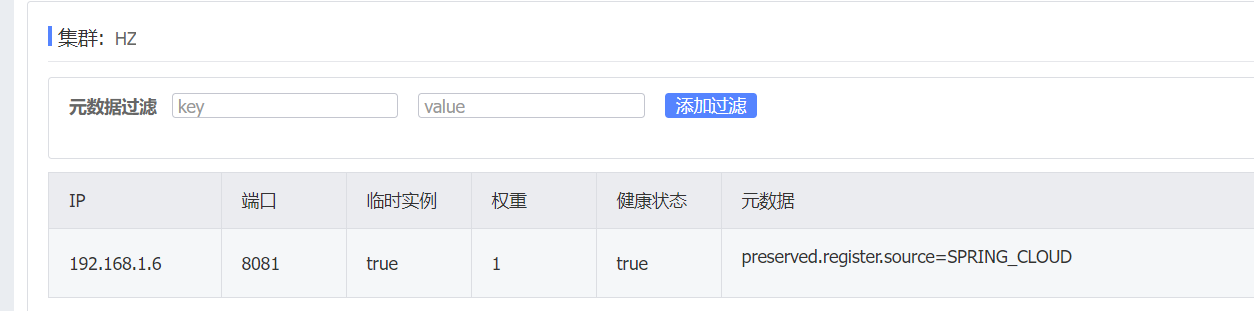 集群: HZ
元数据过滤 key value 添加过滤
IP 端口 临时实例 权重 健康状态 元数据
192.168.1.6 8081 true 1 true preserved.register.source=SPRING_CLOUD